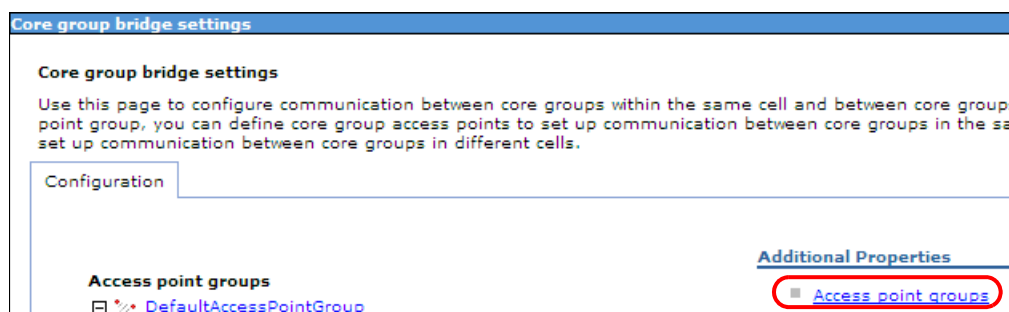 Core group bridge settings
Core group bridge settings
Use this page to configure communication between core groups within the same cell and between core group
point group, you can define core group access points to set up communication between core groups in the sa
set up communication between core groups in different cells.
Configuration
Additional Properties
Access point groups
Access point groups
DefaultAccessPointGroup